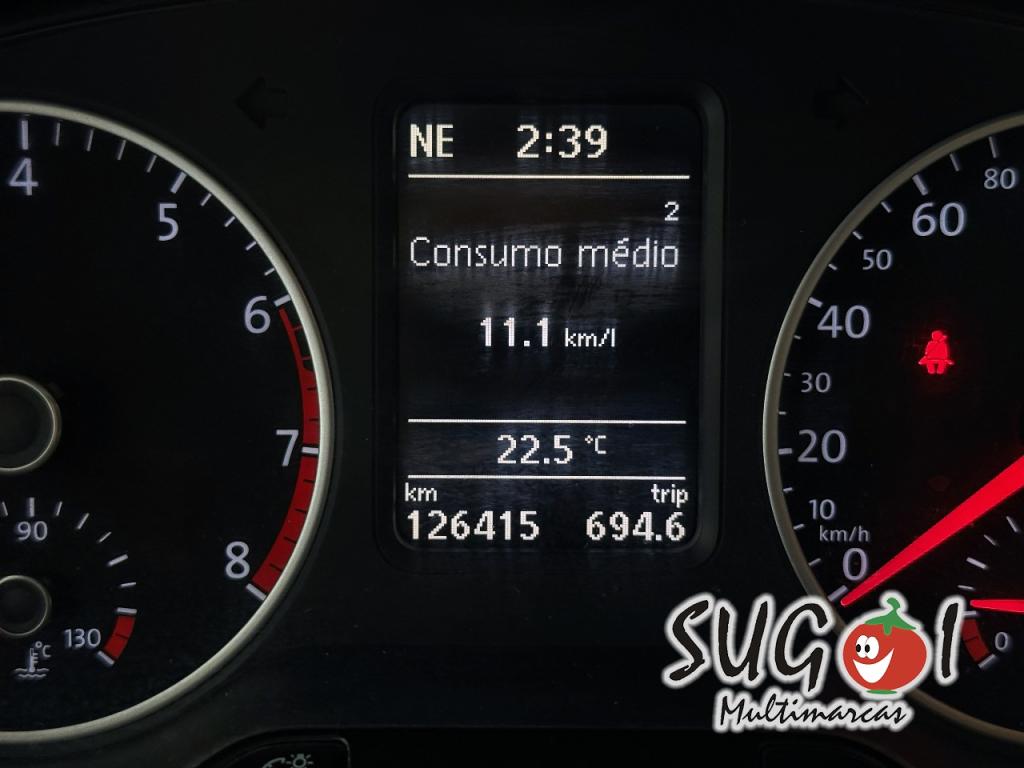 NE 2:39
2
Consumo médio
11.1 km/l
22.5 °C
km trip
126415 694.6
4
5
6
7
8
90
130
°C
80
60
50
40
30
20
10
km/h
0
0
SUGOI
Multimarcas